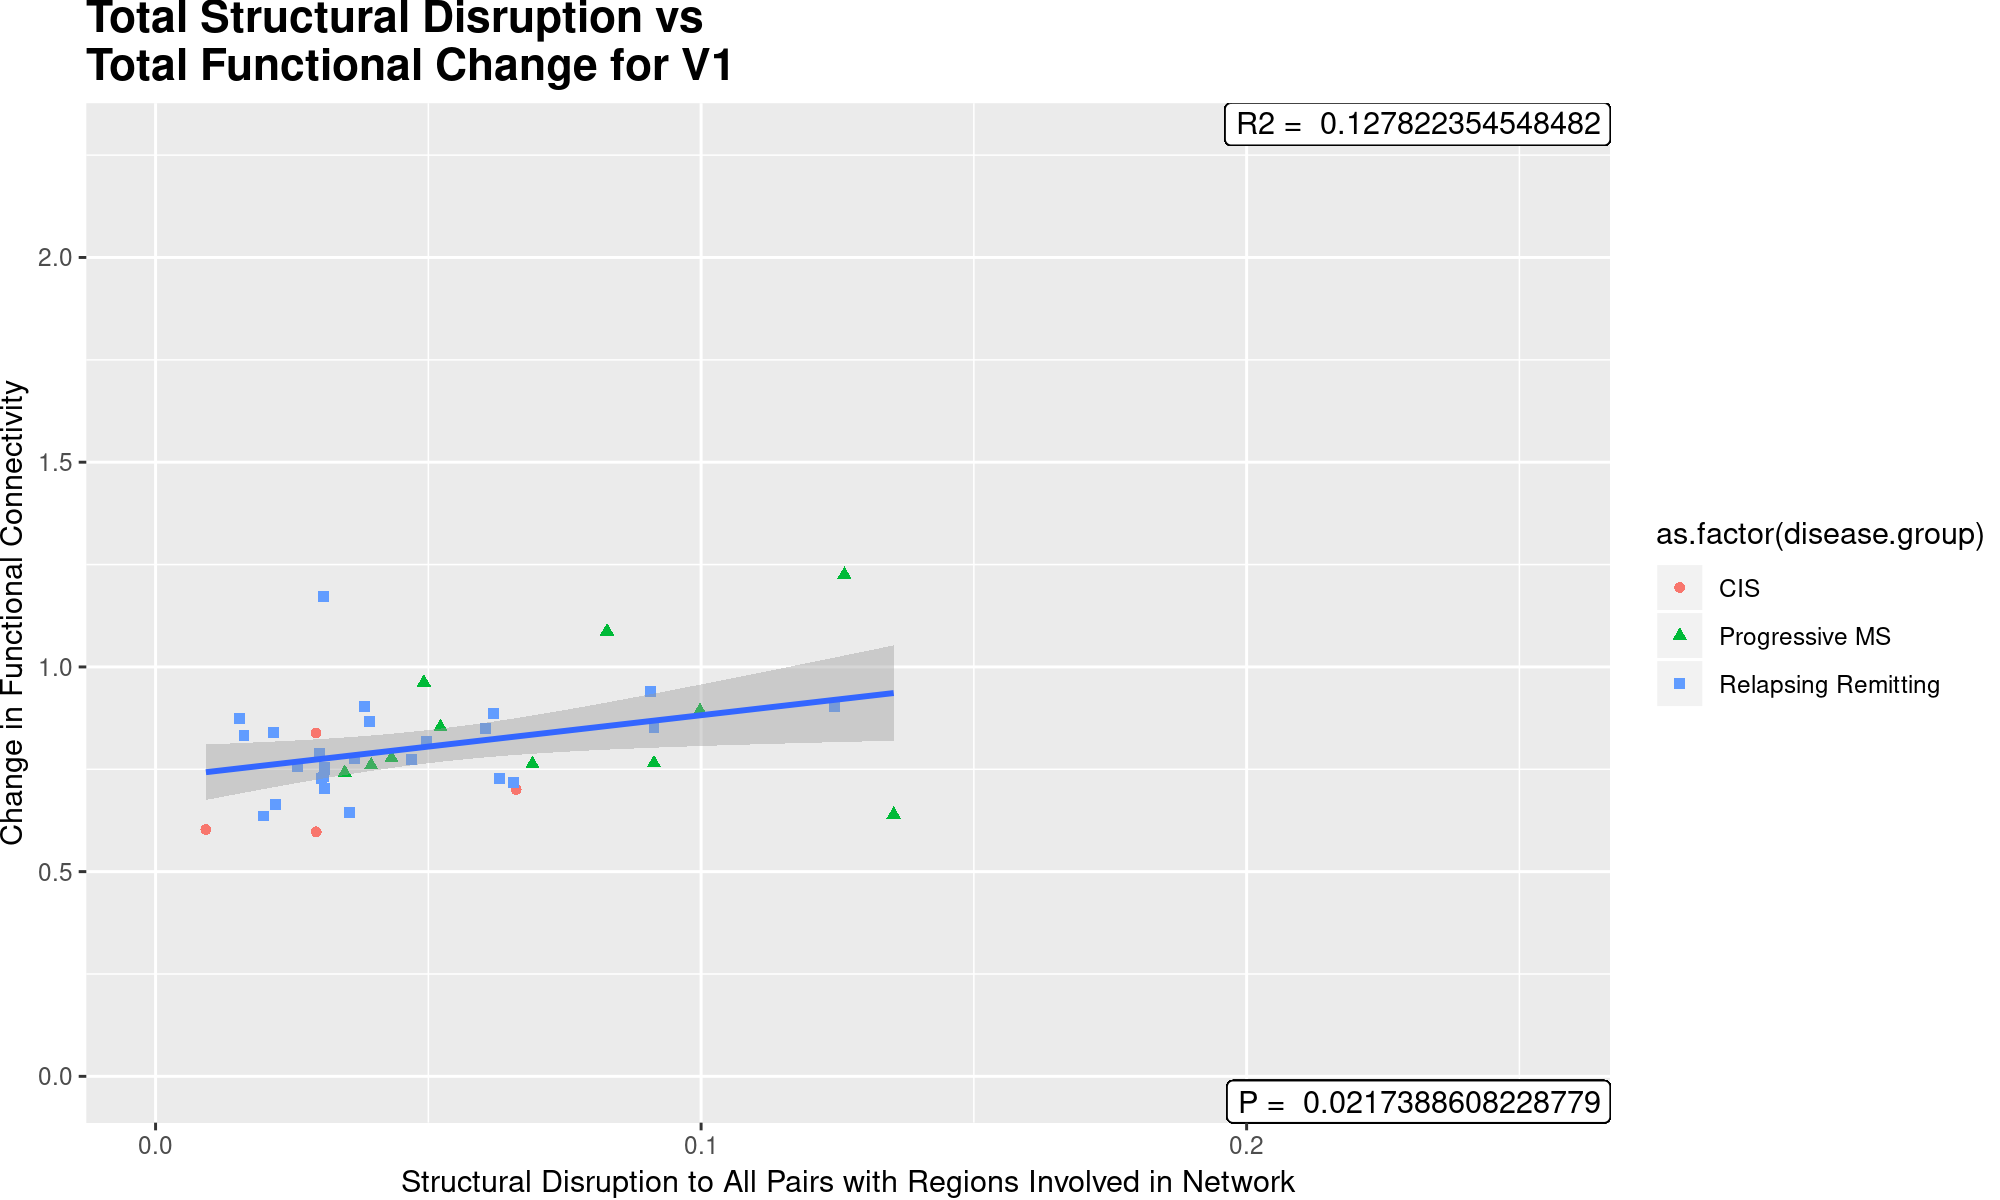 Total Structural Disruption vs
Total Functional Change for V1
R2 = 0.127822354548482
2.0
1.5
1.0
0.5
0.0
Change in Functional Connectivity
as.factor(disease.group)
CIS
Progressive MS
Relapsing Remitting
P = 0.0217388608228779
0.0
0.1
0.2
Structural Disruption to All Pairs with Regions Involved in Network